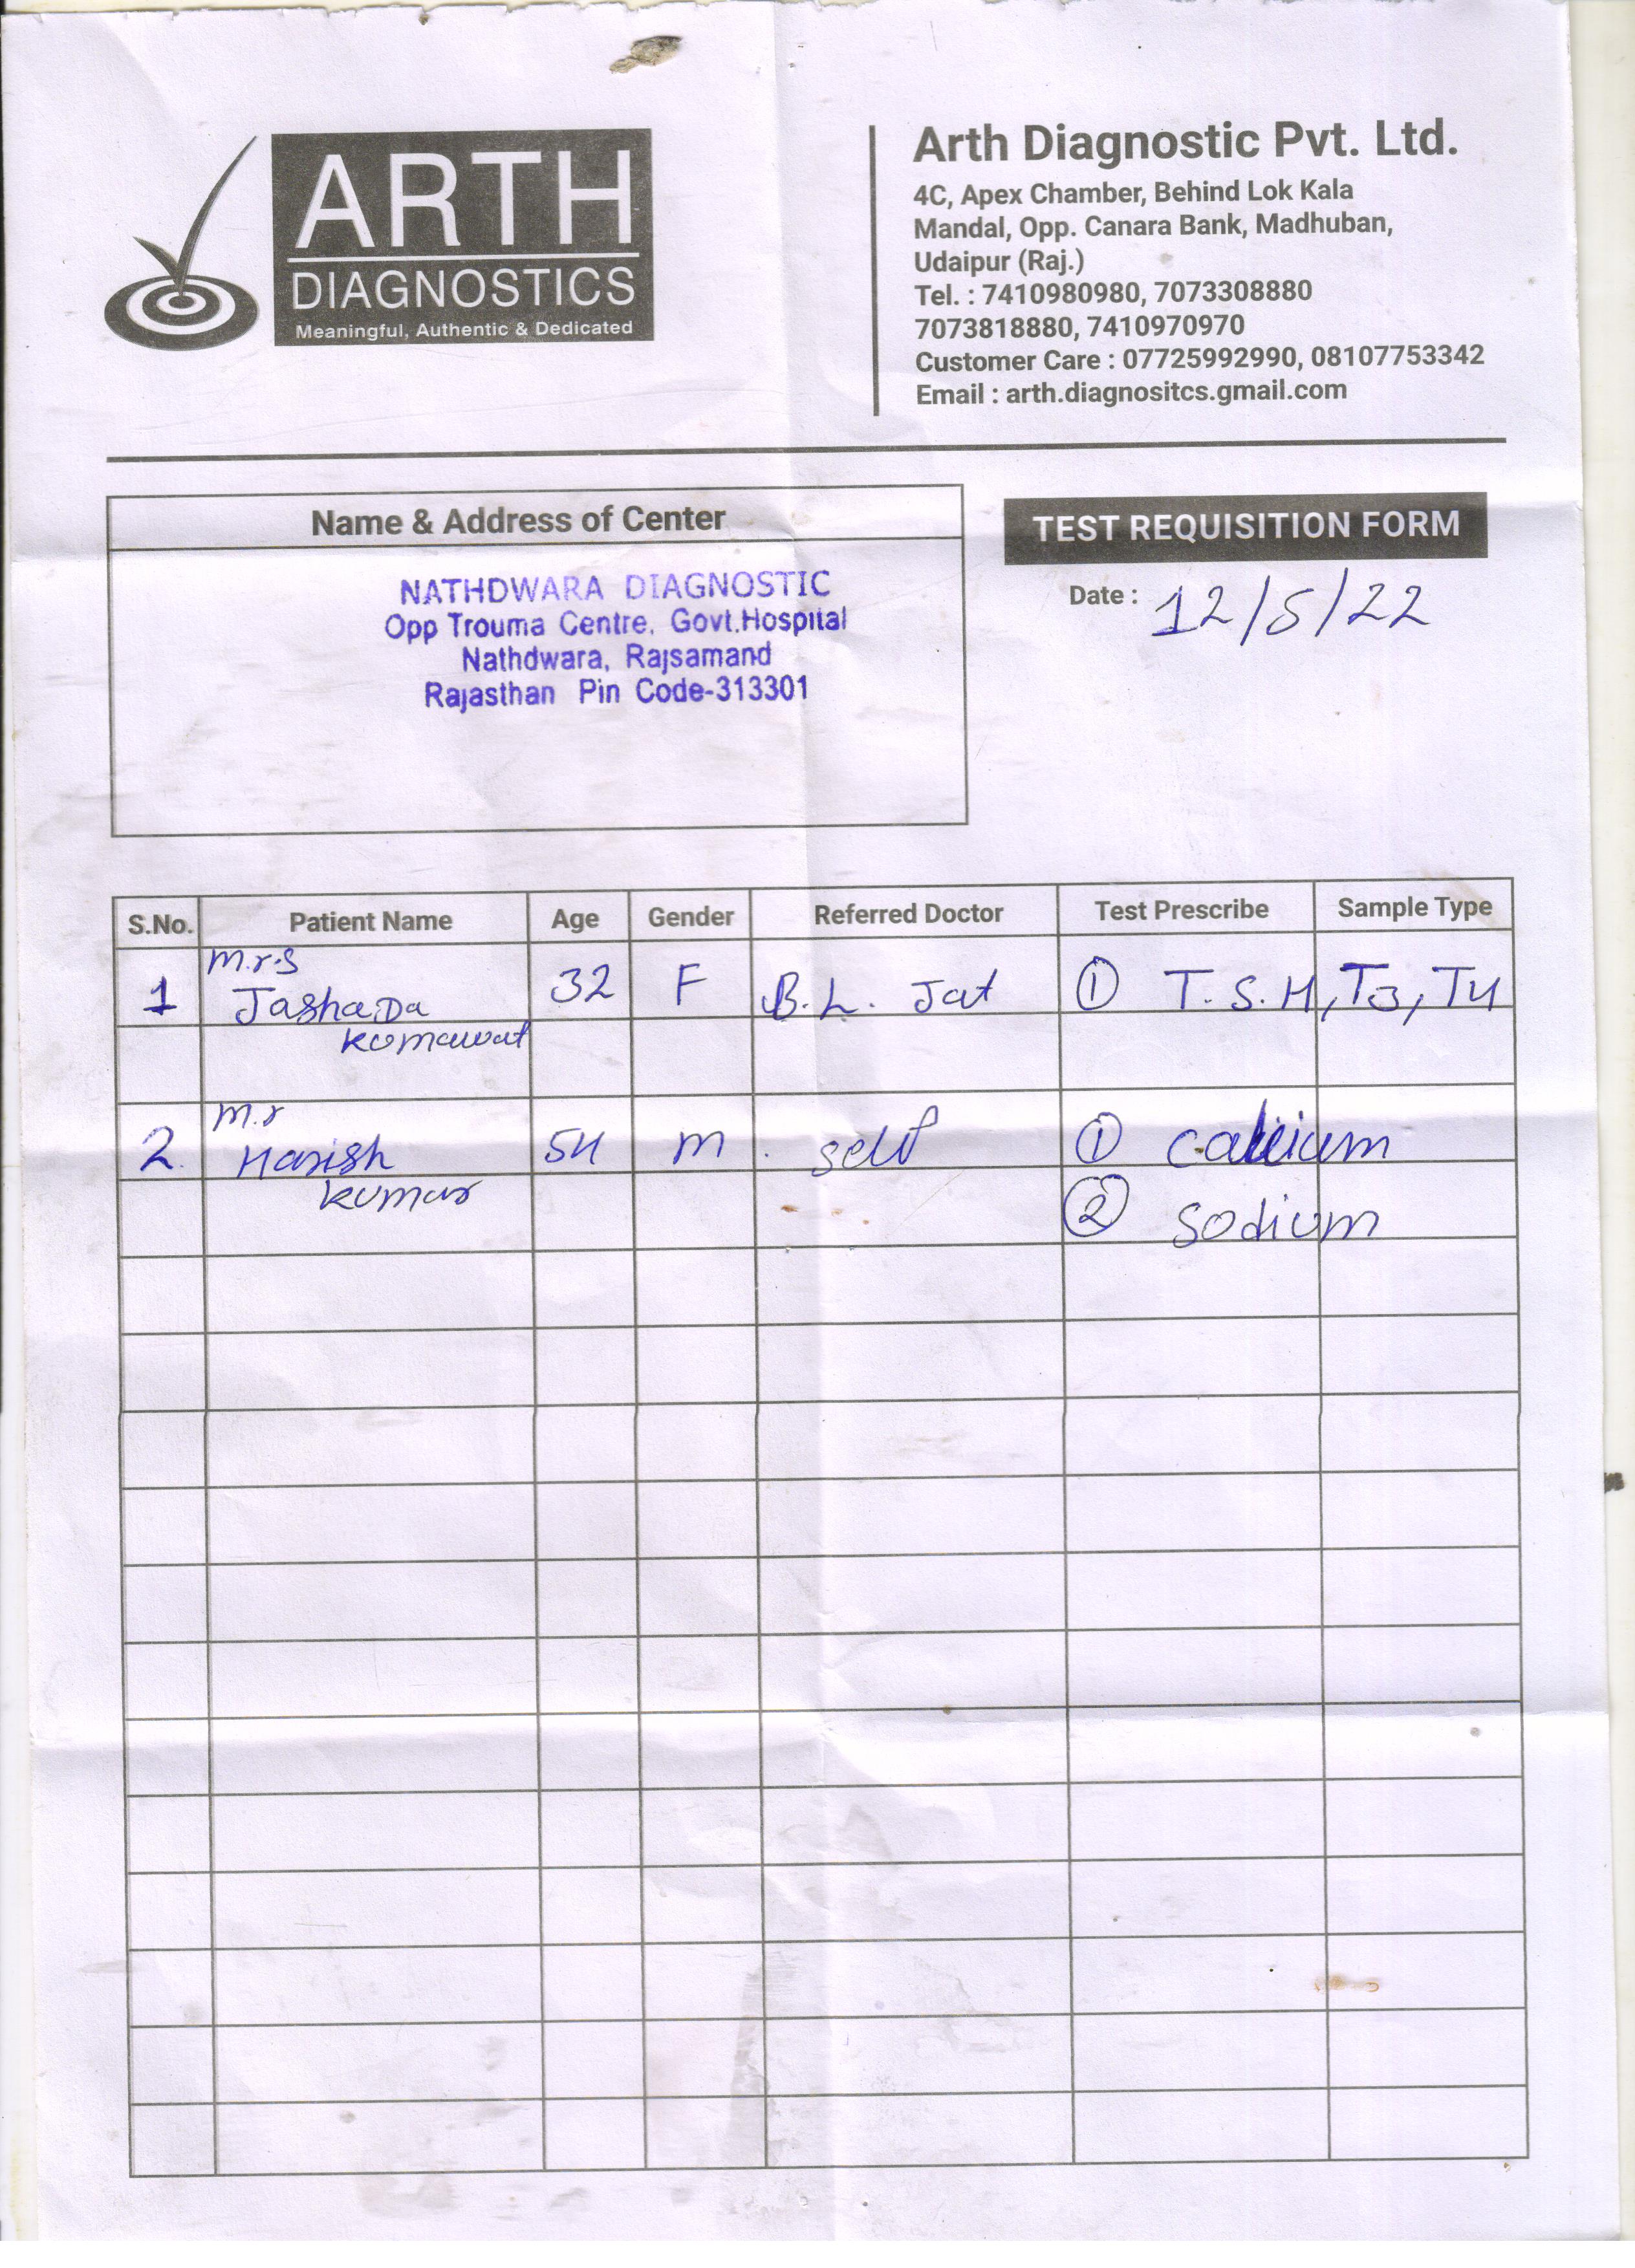 ARTH
DIAGNOSTICS
Meaningful, Authentic & Dedicated
Arth Diagnostic Pvt. Ltd.
4C, Apex Chamber, Behind Lok Kala
Mandal, Opp. Canara Bank, Madhuban,
Udaipur (Raj.)
Tel. : 7410980980, 7073308880
7073818880, 7410970970
Customer Care : 07725992990, 08107753342
Email : arth.diagnositcs.gmail.com
Name & Address of Center
NATHDWARA DIAGNOSTIC
Opp Trouma Centre, Govt.Hospital
Nathdwara, Rajsamand
Rajasthan Pin Code-313301
TEST REQUISITION FORM
Date : 12/5/22
S.No. Patient Name Age Gender Referred Doctor Test Prescribe Sample Type
M.r.s
1 JashaDa 32 F B.L. Jat ① T.S.H, T3, T4
kumawat
M.r
2. Harish 54 M self ① calcium
kumar ② sodium